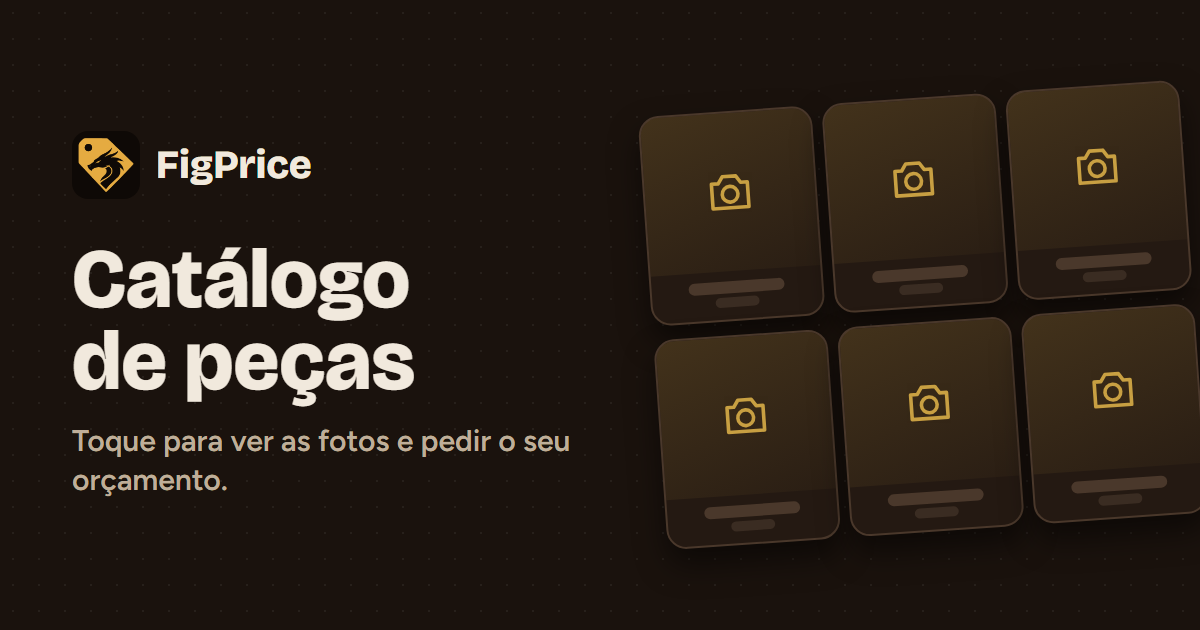 FigPrice
Catálogo
de peças
Toque para ver as fotos e pedir o seu
orçamento.